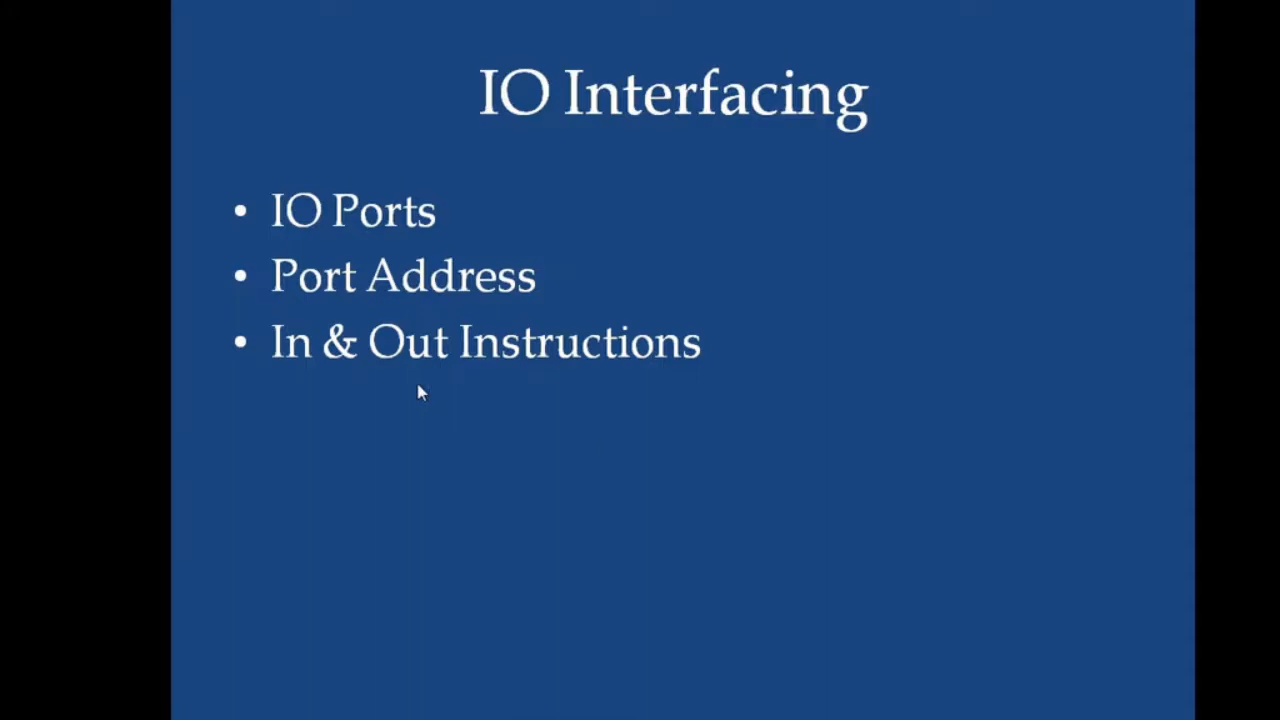 IO Interfacing
• IO Ports
• Port Address
• In & Out Instructions